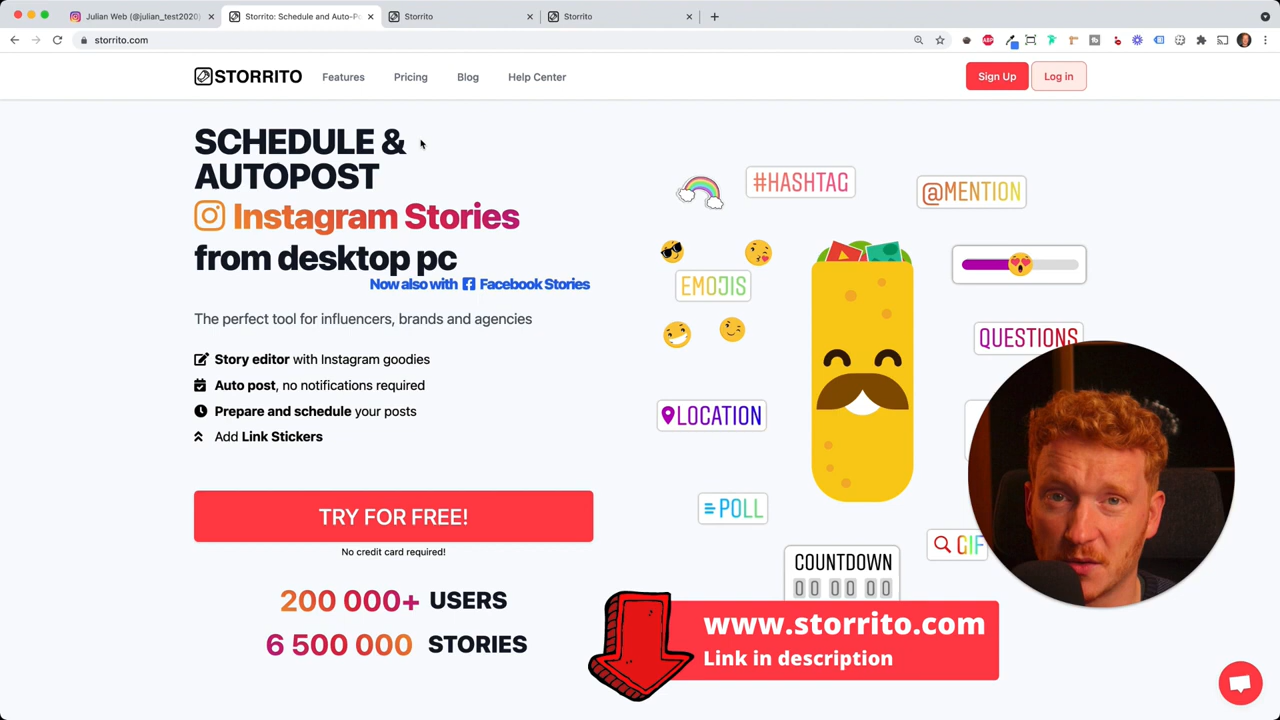 Julian Web (@julian_test2020)
Storrito: Schedule and Auto-Po
Storrito
Storrito
storrito.com
STORRITO
Features
Pricing
Blog
Help Center
Sign Up
Log in
SCHEDULE &
AUTOPOST
Instagram Stories
from desktop pc
Now also with Facebook Stories
The perfect tool for influencers, brands and agencies
Story editor with Instagram goodies
Auto post, no notifications required
Prepare and schedule your posts
Add Link Stickers
TRY FOR FREE!
No credit card required!
200 000+ USERS
6 500 000 STORIES
#HASHTAG
@MENTION
EMOJIS
QUESTIONS
LOCATION
POLL
GIF
COUNTDOWN
00 00 00
www.storrito.com
Link in description